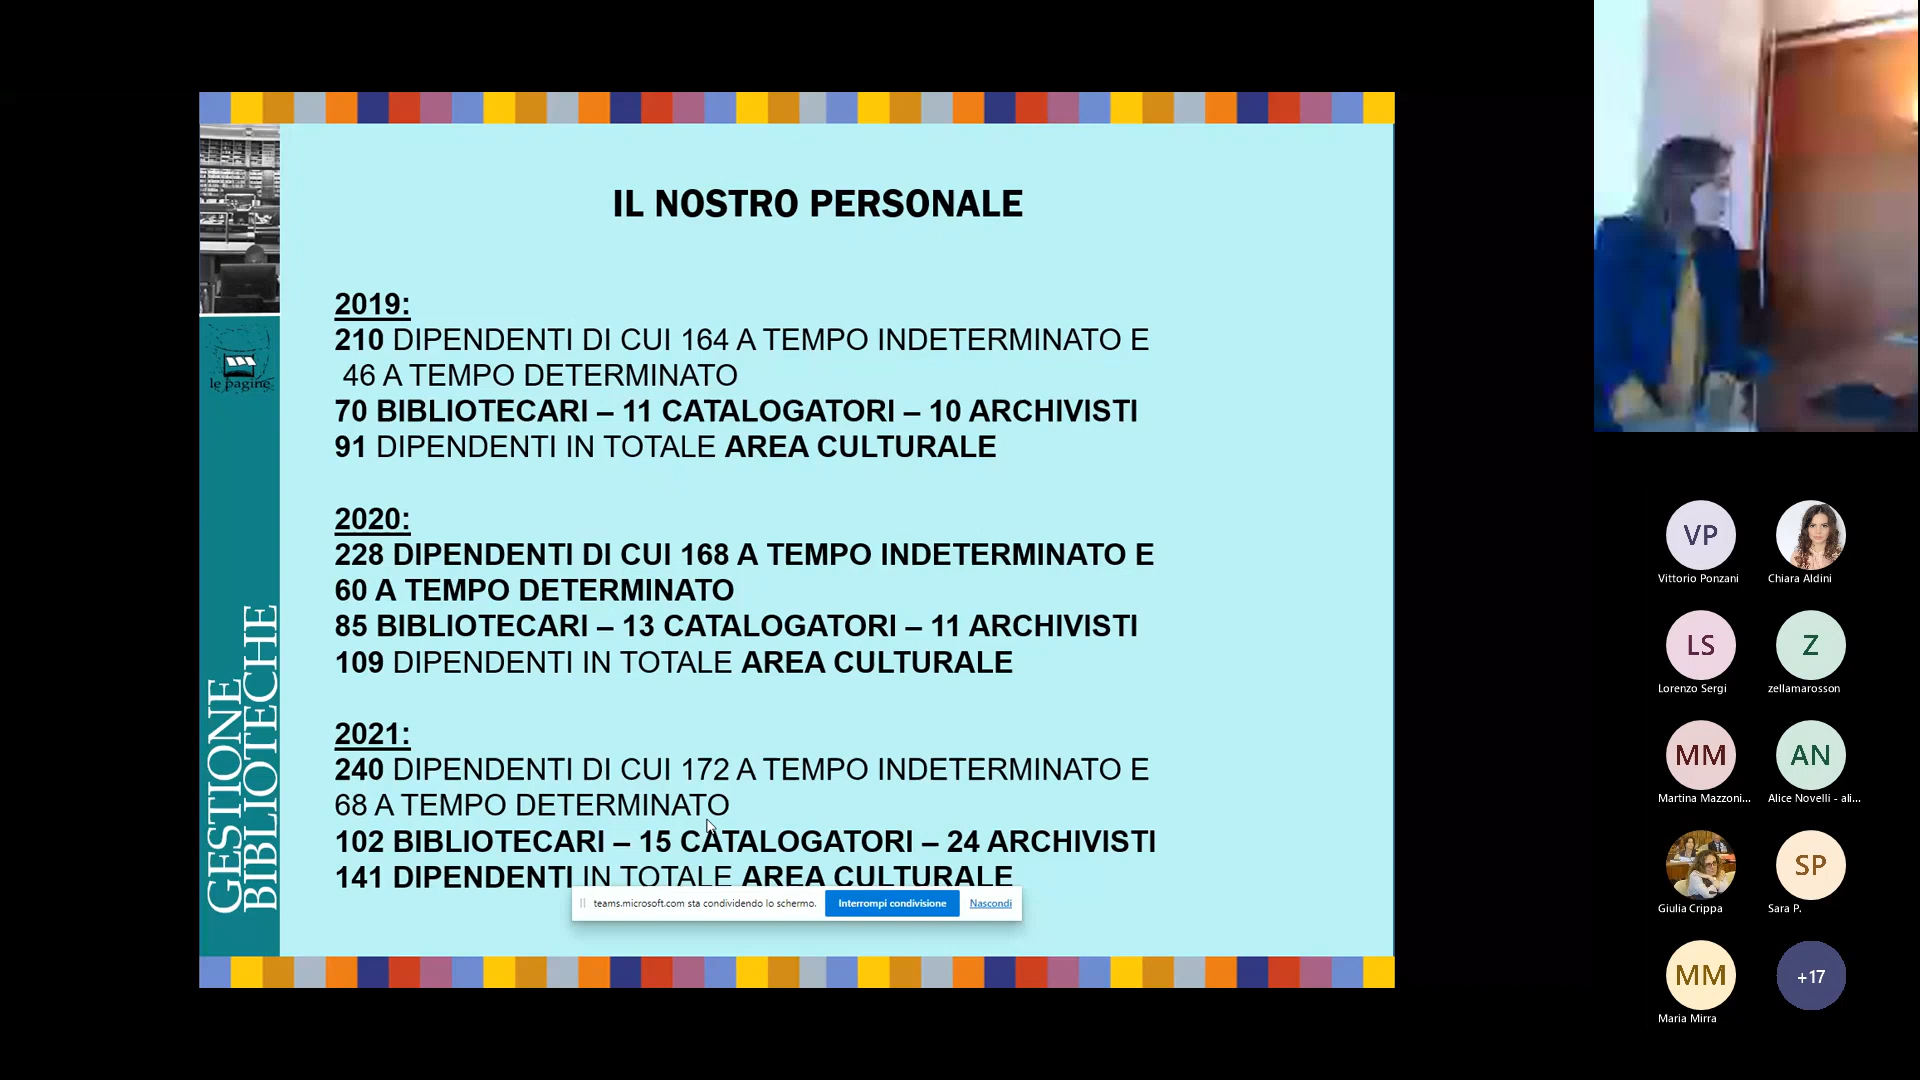 IL NOSTRO PERSONALE
2019:
210 DIPENDENTI DI CUI 164 A TEMPO INDETERMINATO E
46 A TEMPO DETERMINATO
70 BIBLIOTECARI – 11 CATALOGATORI – 10 ARCHIVISTI
91 DIPENDENTI IN TOTALE AREA CULTURALE
2020:
228 DIPENDENTI DI CUI 168 A TEMPO INDETERMINATO E
60 A TEMPO DETERMINATO
85 BIBLIOTECARI – 13 CATALOGATORI – 11 ARCHIVISTI
109 DIPENDENTI IN TOTALE AREA CULTURALE
2021:
240 DIPENDENTI DI CUI 172 A TEMPO INDETERMINATO E
68 A TEMPO DETERMINATO
102 BIBLIOTECARI – 15 CATALOGATORI – 24 ARCHIVISTI
141 DIPENDENTI IN TOTALE AREA CULTURALE
le pagine
GESTIONE
BIBLIOTECHE
teams.microsoft.com sta condividendo lo schermo. Interrompi condivisione Nascondi
VP
Vittorio Ponzani
Chiara Aldini
LS
Lorenzo Sergi
Z
zellamarosson
MM
Martina Mazzoni...
AN
Alice Novelli - ali...
Giulia Crippa
SP
Sara P.
MM
Maria Mirra
+17